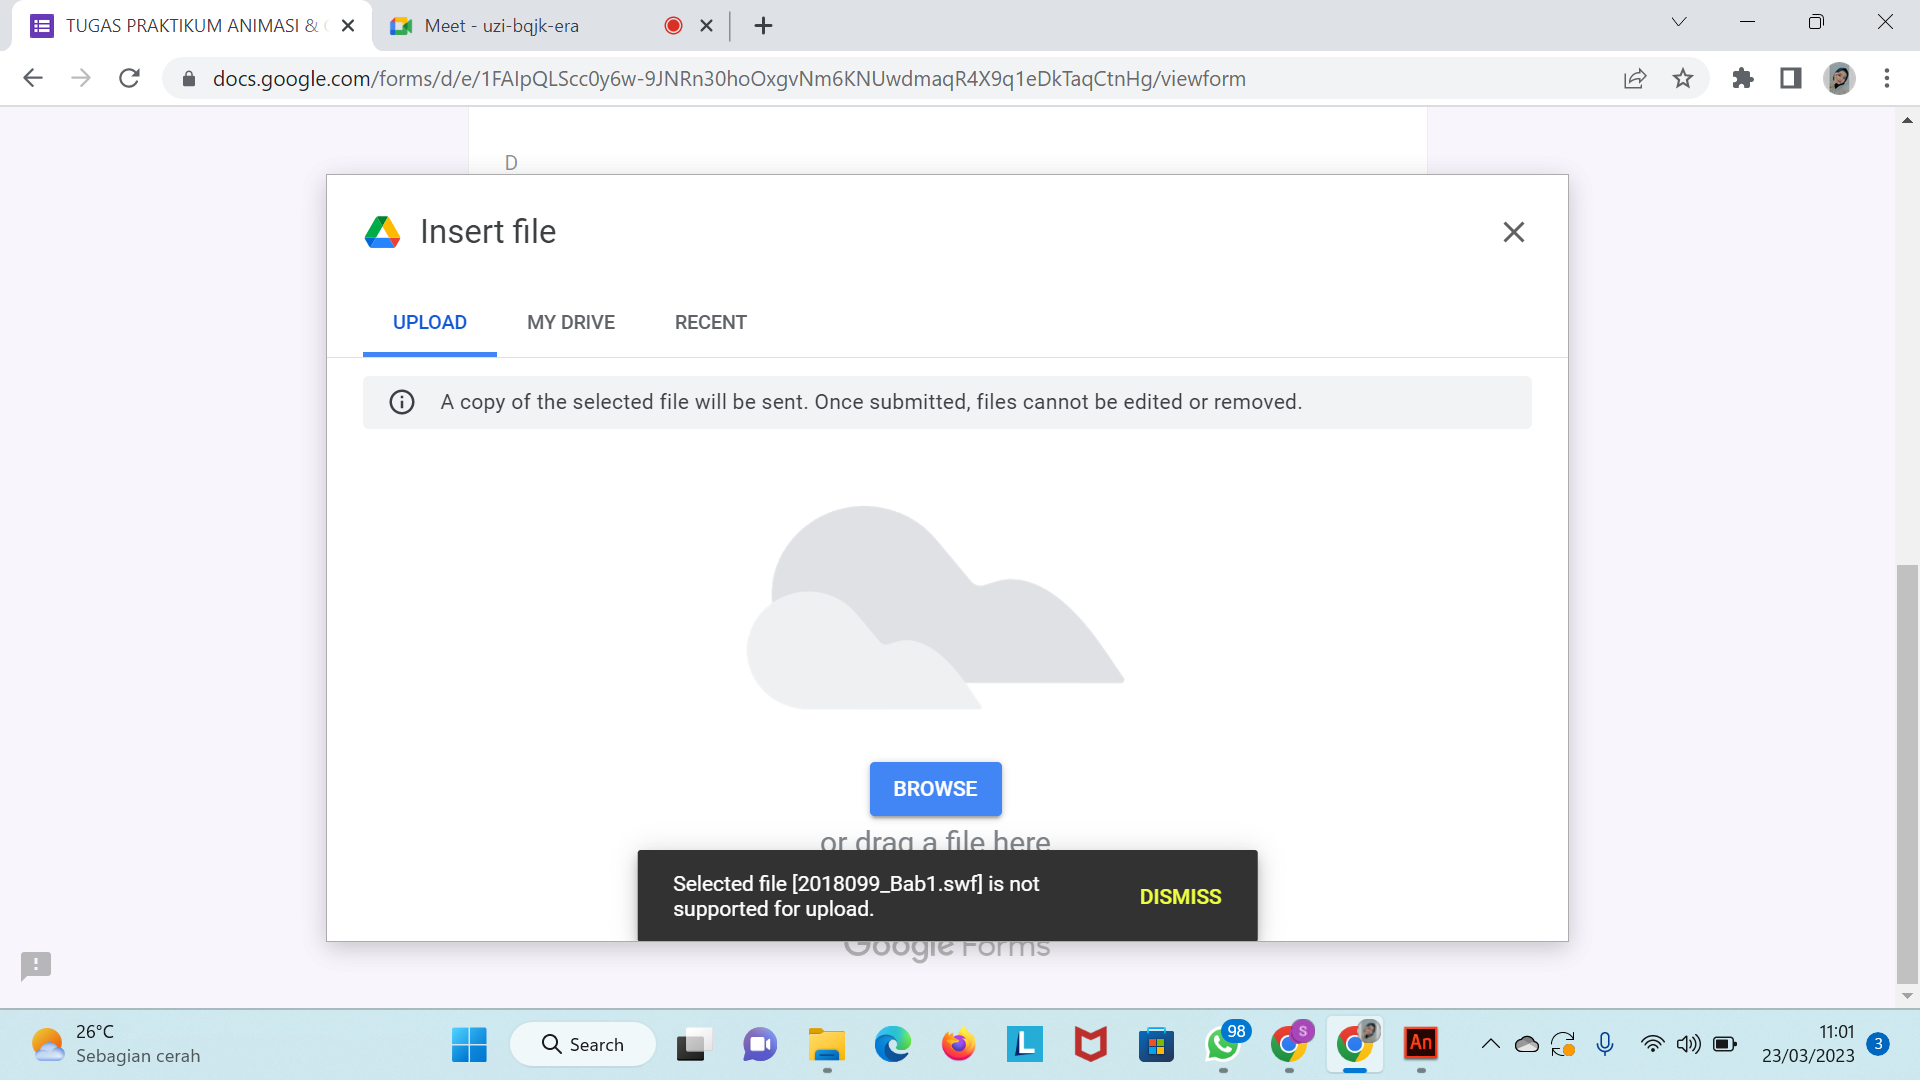 TUGAS PRAKTIKUM ANIMASI &
Meet - uzi-bqjk-era
docs.google.com/forms/d/e/1FAIpQLScc0y6w-9JNRn30hoOxgvNm6KNUwdmaqR4X9q1eDkTaqCtnHg/viewform
D
Insert file
UPLOAD
MY DRIVE
RECENT
A copy of the selected file will be sent. Once submitted, files cannot be edited or removed.
BROWSE
or drag a file here
Selected file [2018099_Bab1.swf] is not
supported for upload.
DISMISS
Google Forms
26°C
Sebagian cerah
Search
L
98
S
An
11:01
23/03/2023
3